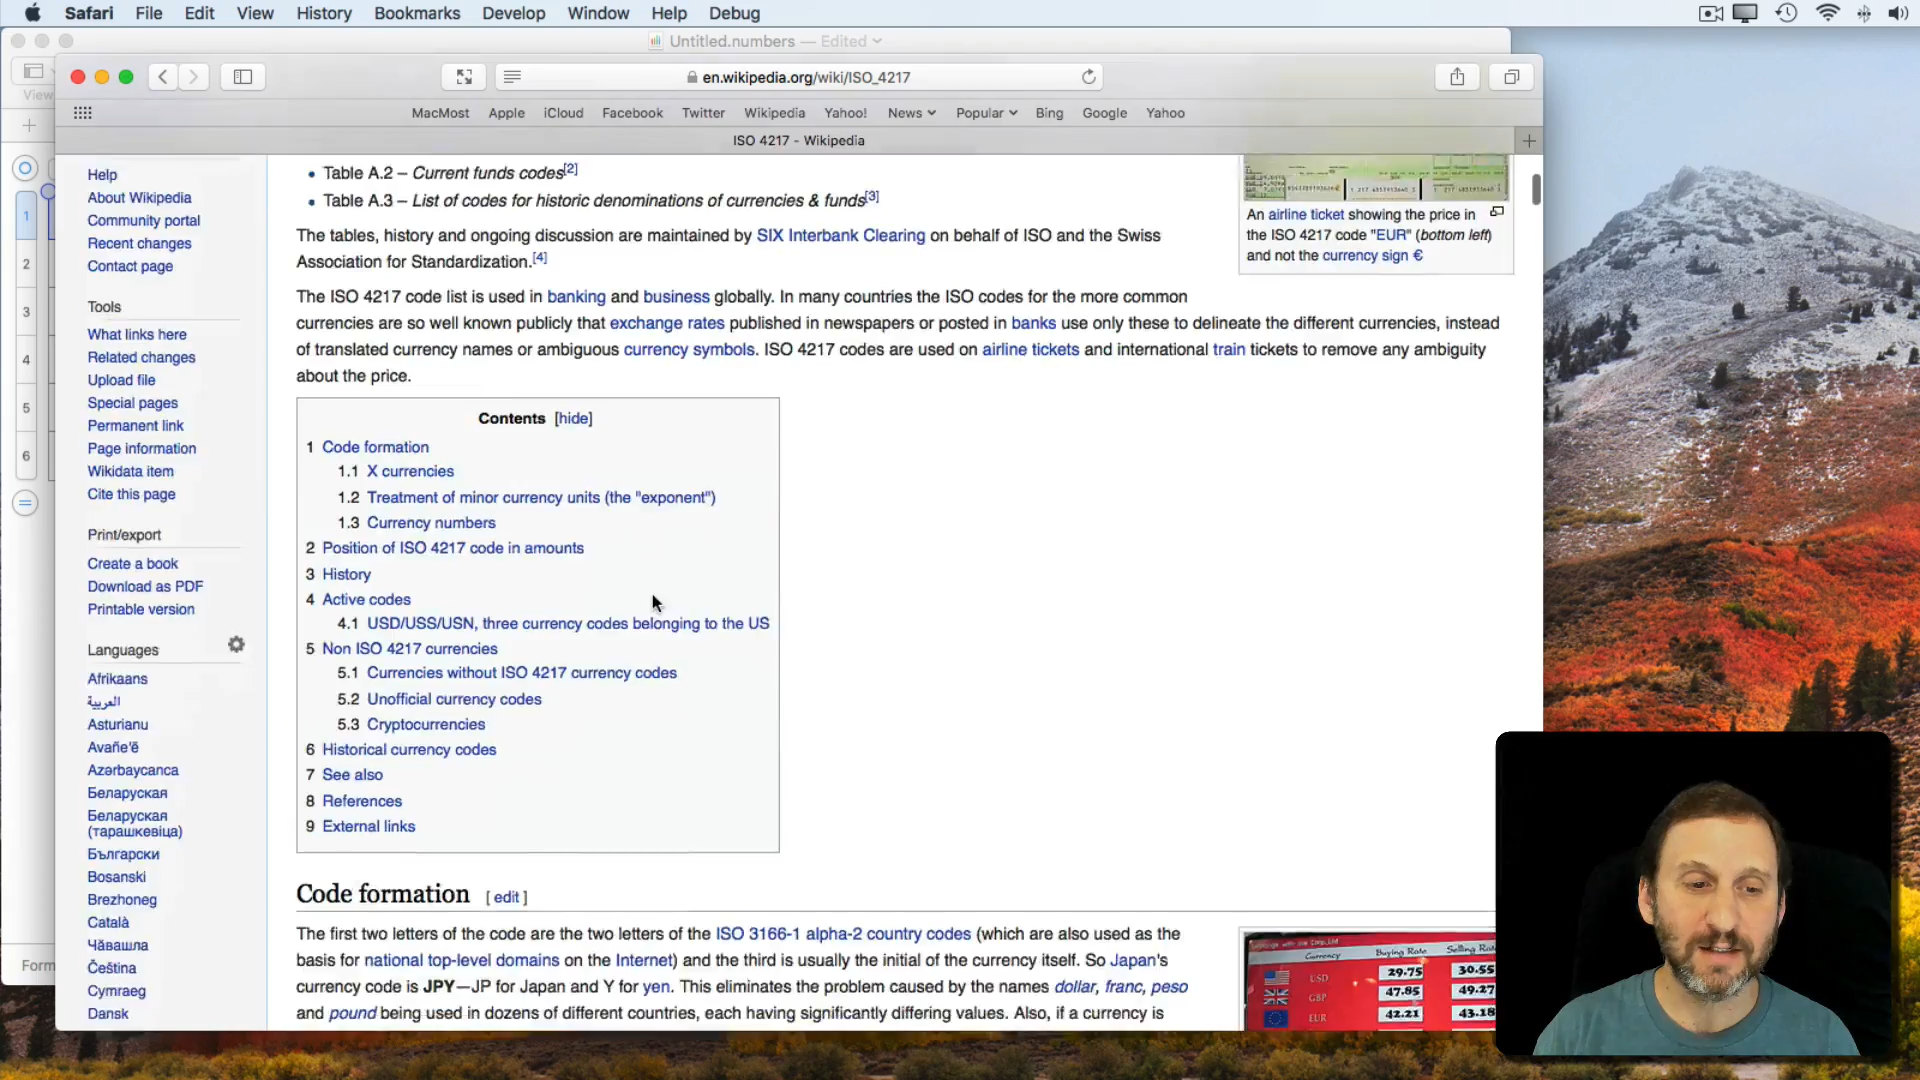 Safari File Edit View History Bookmarks Develop Window Help Debug
Untitled.numbers — Edited
View
en.wikipedia.org/wiki/ISO_4217
MacMost Apple iCloud Facebook Twitter Wikipedia Yahoo! News Popular Bing Google Yahoo
ISO 4217 - Wikipedia
1
2
3
4
5
6
Form
Help
About Wikipedia
Community portal
Recent changes
Contact page
Tools
What links here
Related changes
Upload file
Special pages
Permanent link
Page information
Wikidata item
Cite this page
Print/export
Create a book
Download as PDF
Printable version
Languages
Afrikaans
العربية
Asturianu
Avañe'ẽ
Azərbaycanca
Беларуская
Беларуская
(тарашкевіца)
Български
Bosanski
Brezhoneg
Català
Чӑвашла
Čeština
Cymraeg
Dansk
• Table A.2 – Current funds codes[2]
• Table A.3 – List of codes for historic denominations of currencies & funds[3]
The tables, history and ongoing discussion are maintained by SIX Interbank Clearing on behalf of ISO and the Swiss
Association for Standardization.[4]
The ISO 4217 code list is used in banking and business globally. In many countries the ISO codes for the more common
currencies are so well known publicly that exchange rates published in newspapers or posted in banks use only these to delineate the different currencies, instead
of translated currency names or ambiguous currency symbols. ISO 4217 codes are used on airline tickets and international train tickets to remove any ambiguity
about the price.
An airline ticket showing the price in
the ISO 4217 code "EUR" (bottom left)
and not the currency sign €
Contents [hide]
1 Code formation
1.1 X currencies
1.2 Treatment of minor currency units (the "exponent")
1.3 Currency numbers
2 Position of ISO 4217 code in amounts
3 History
4 Active codes
4.1 USD/USS/USN, three currency codes belonging to the US
5 Non ISO 4217 currencies
5.1 Currencies without ISO 4217 currency codes
5.2 Unofficial currency codes
5.3 Cryptocurrencies
6 Historical currency codes
7 See also
8 References
9 External links
Code formation [ edit ]
The first two letters of the code are the two letters of the ISO 3166-1 alpha-2 country codes (which are also used as the
basis for national top-level domains on the Internet) and the third is usually the initial of the currency itself. So Japan's
currency code is JPY—JP for Japan and Y for yen. This eliminates the problem caused by the names dollar, franc, peso
and pound being used in dozens of different countries, each having significantly differing values. Also, if a currency is
Currency Buying Rate Selling Rate
USD 29.75 30.55
GBP 47.85 49.27
EUR 42.21 43.18